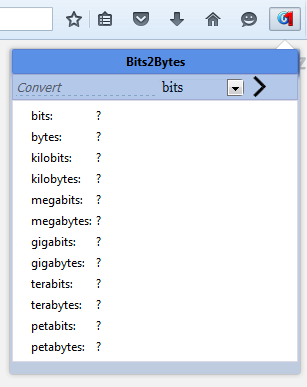 Bits2Bytes
Convert bits
bits: ?
bytes: ?
kilobits: ?
kilobytes: ?
megabits: ?
megabytes: ?
gigabits: ?
gigabytes: ?
terabits: ?
terabytes: ?
petabits: ?
petabytes: ?